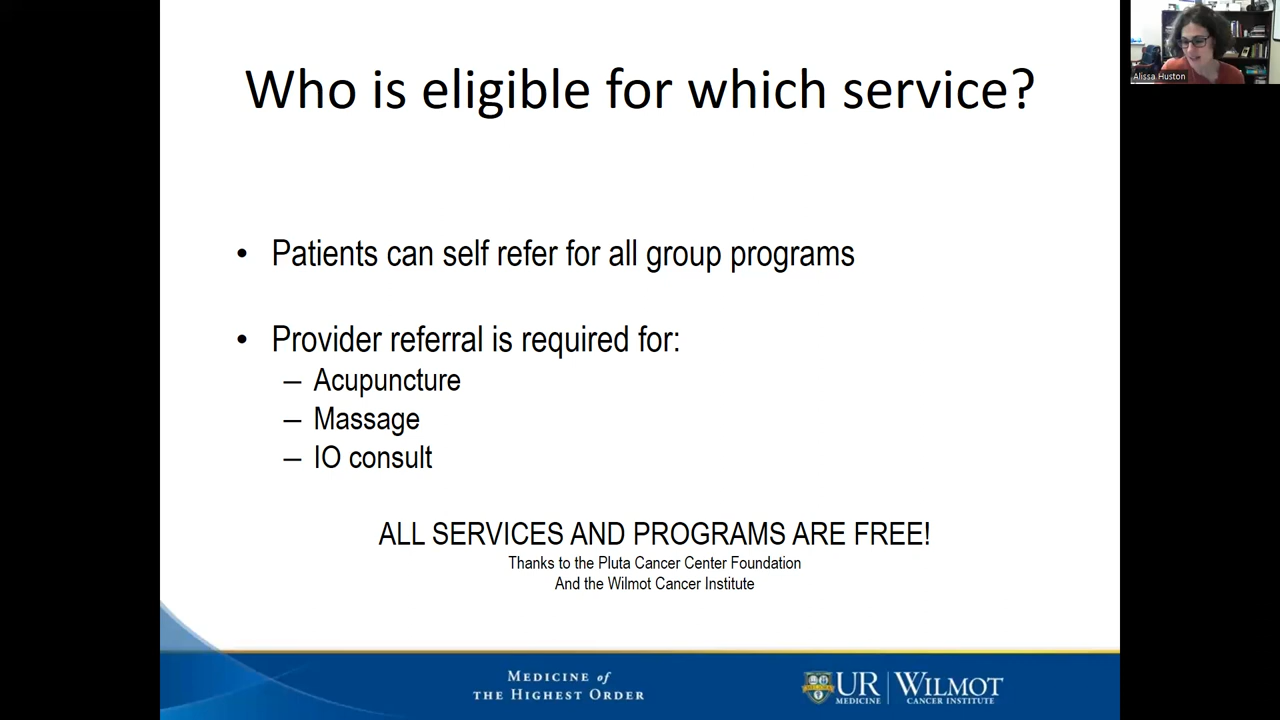 Who is eligible for which service?
Alissa Huston
• Patients can self refer for all group programs
• Provider referral is required for:
– Acupuncture
– Massage
– IO consult
ALL SERVICES AND PROGRAMS ARE FREE!
Thanks to the Pluta Cancer Center Foundation
And the Wilmot Cancer Institute
MEDICINE of
THE HIGHEST ORDER
UR
MEDICINE
WILMOT
CANCER INSTITUTE